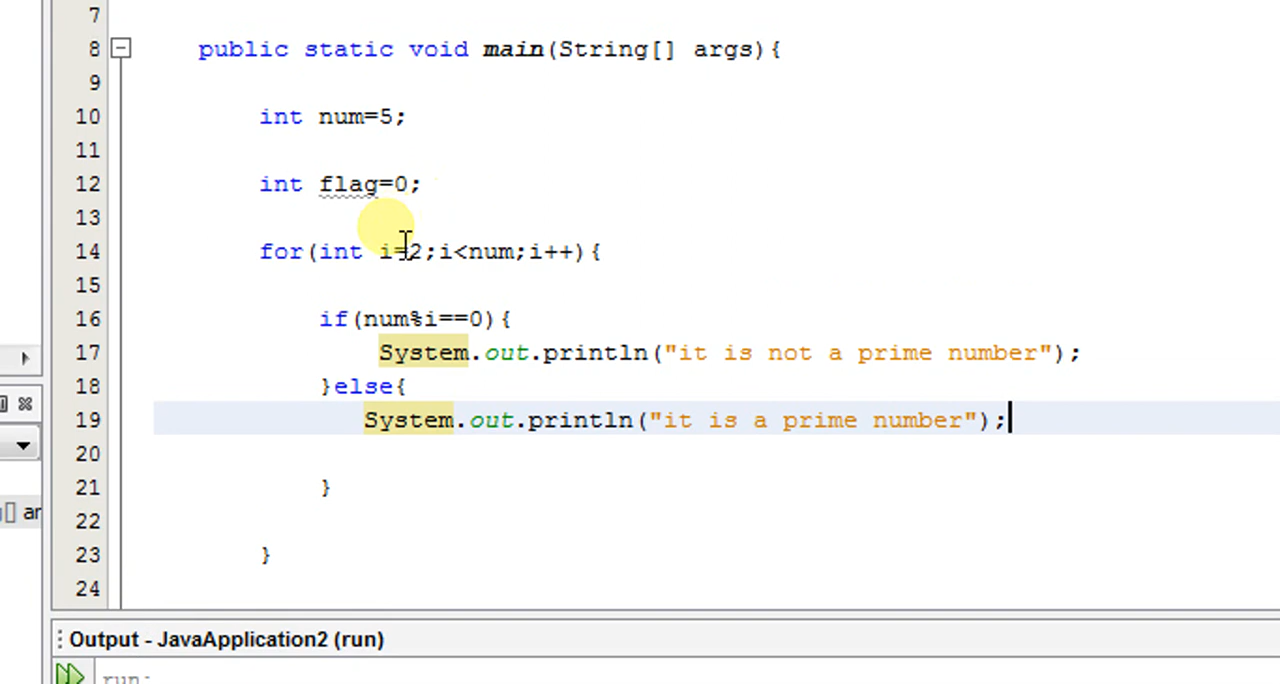 7
8 public static void main(String[] args){
9
10 int num=5;
11
12 int flag=0;
13
14 for(int i=2;i<num;i++){
15
16 if(num%i==0){
17 System.out.println("it is not a prime number");
18 }else{
19 System.out.println("it is a prime number");
20
21 }
22
23 }
24
[] ar
Output - JavaApplication2 (run)
run: